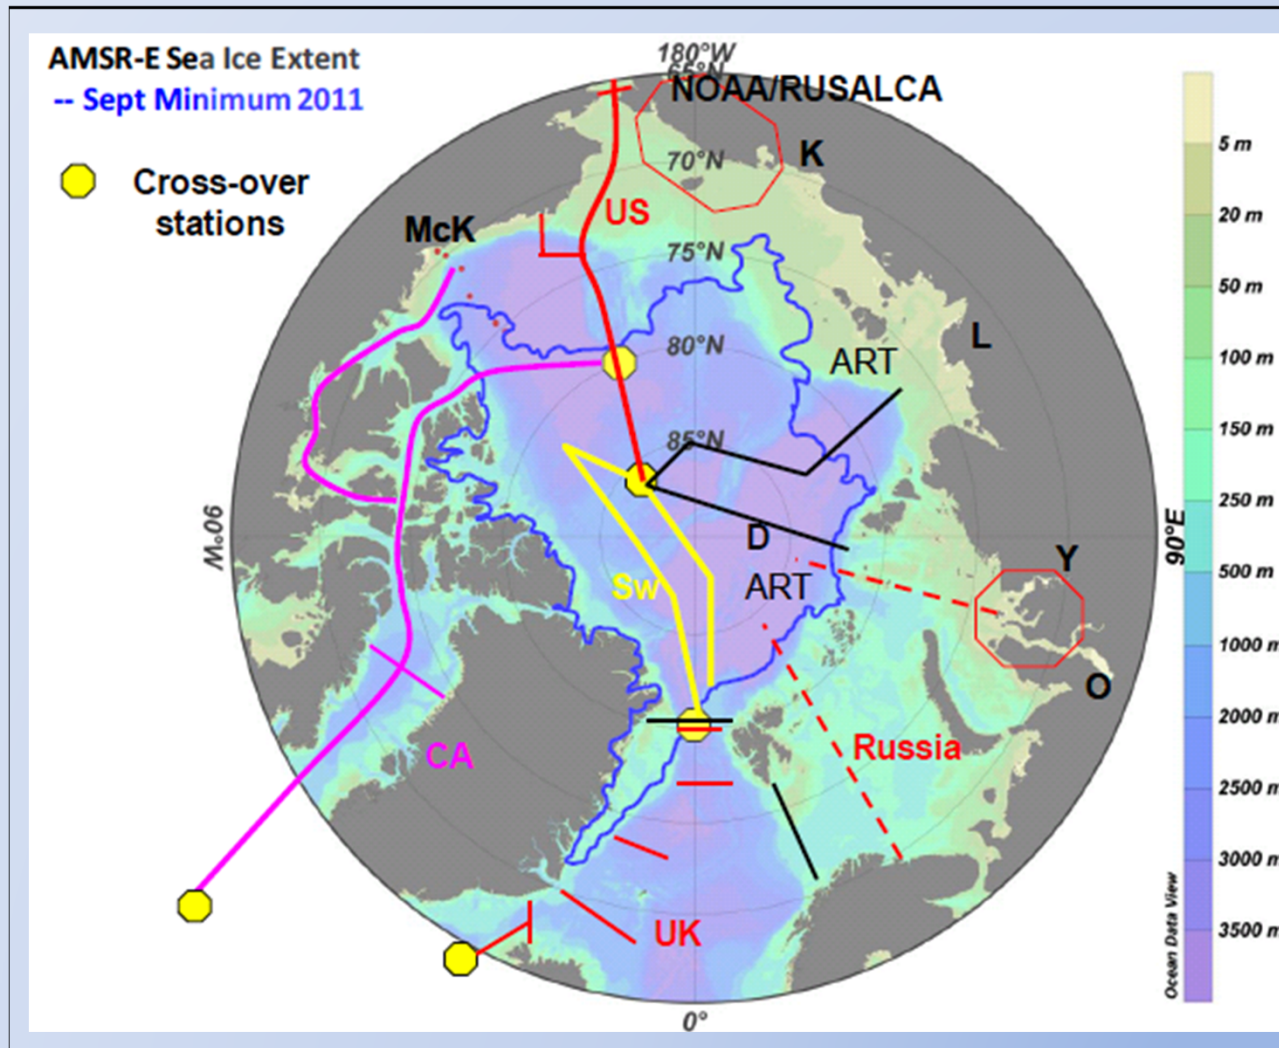 AMSR-E Sea Ice Extent
-- Sept Minimum 2011
Cross-over
stations
180°W
65°N
NOAA/RUSALCA
K
70°N
US
McK
75°N
L
80°N
ART
85°N
90°W
D
90°E
Y
Sw
ART
O
CA
Russia
UK
0°
5 m
20 m
50 m
100 m
150 m
250 m
500 m
1000 m
2000 m
2500 m
3000 m
3500 m
Ocean Data View